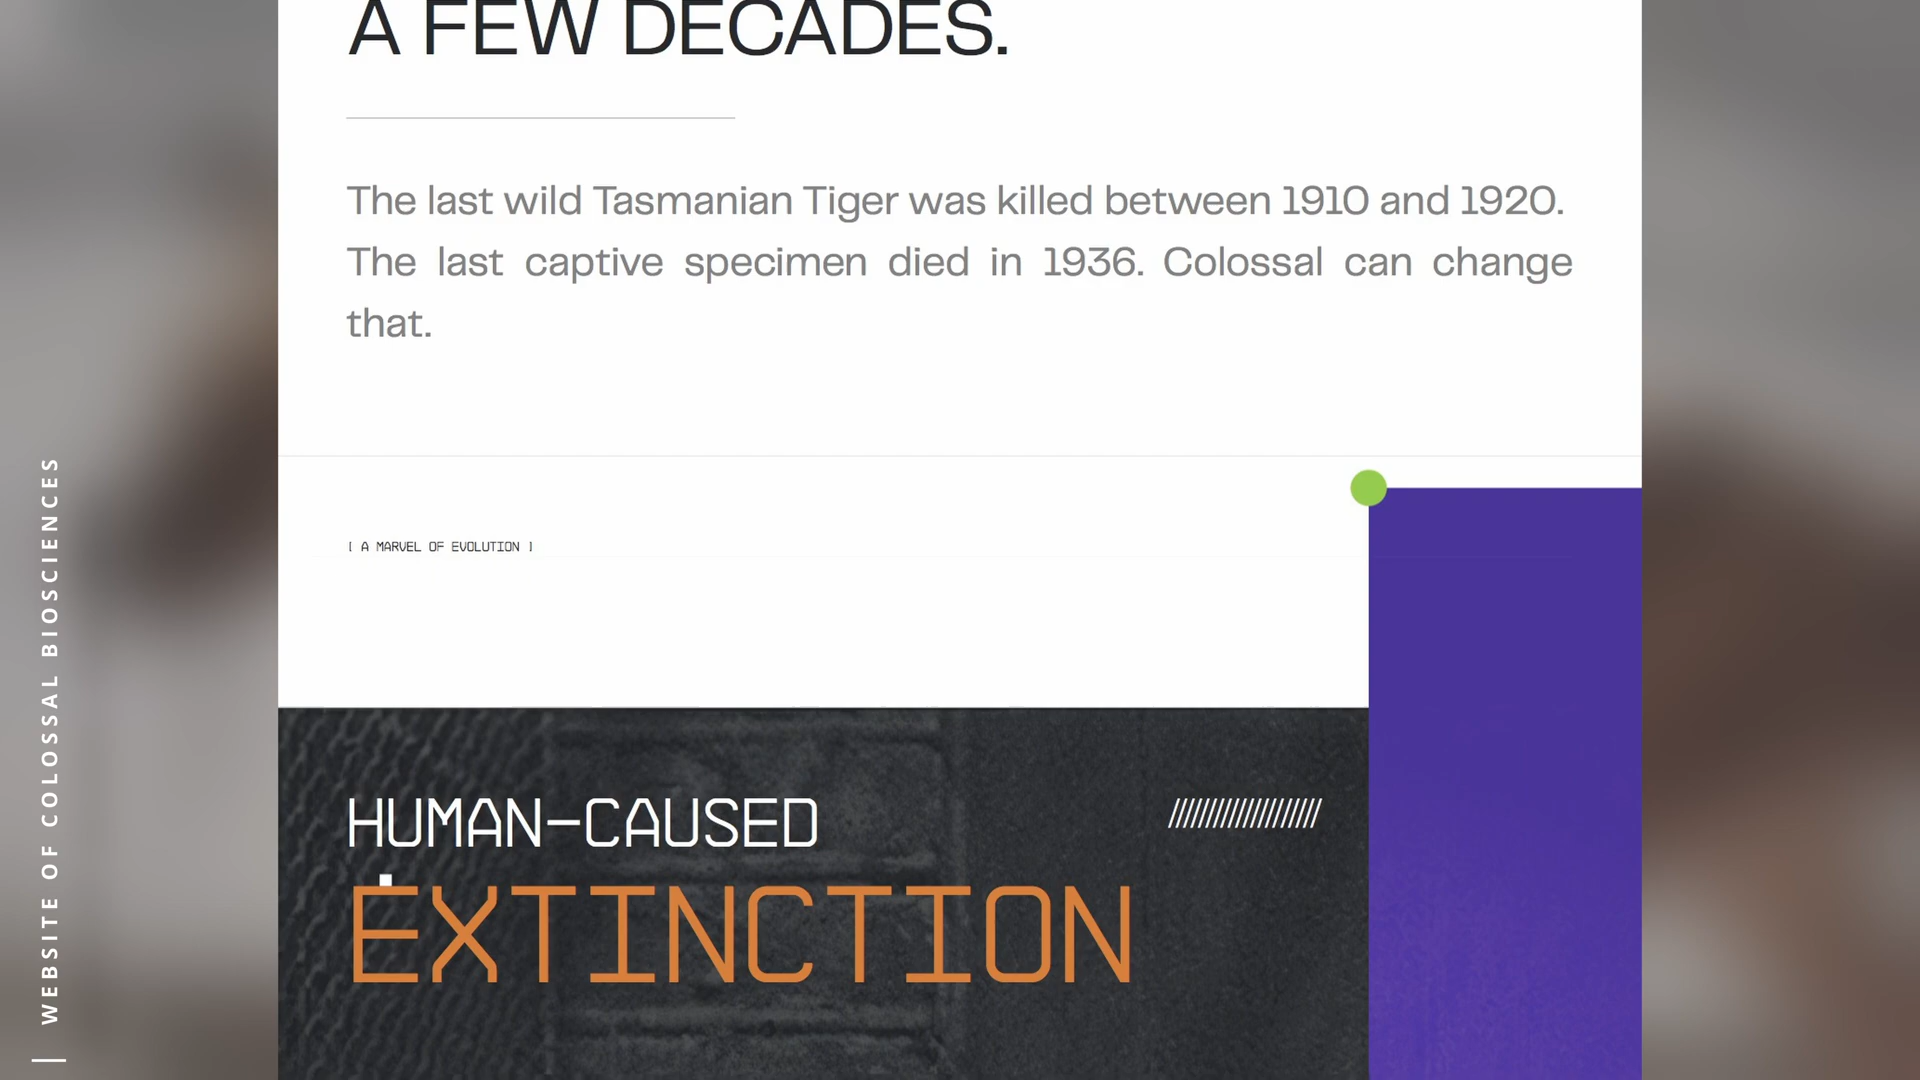 A FEW DECADES.
The last wild Tasmanian Tiger was killed between 1910 and 1920.
The last captive specimen died in 1936. Colossal can change
that.
[ A MARVEL OF EVOLUTION ]
HUMAN-CAUSED
EXTINCTION
WEBSITE OF COLOSSAL BIOSCIENCES